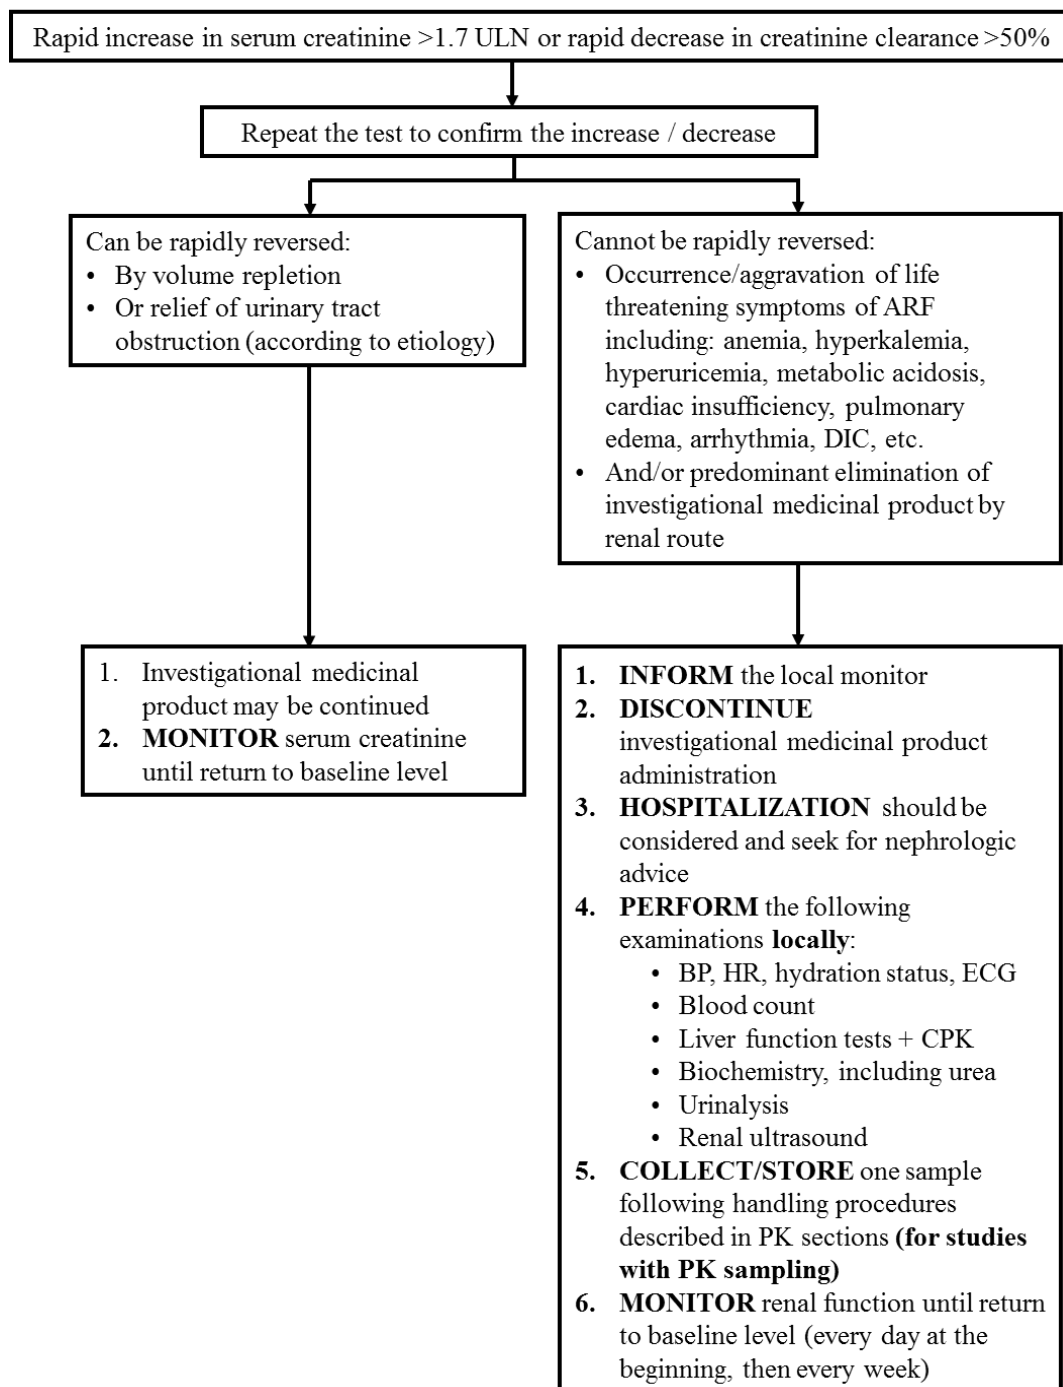 Rapid increase in serum creatinine >1.7 ULN or rapid decrease in creatinine clearance >50%
Repeat the test to confirm the increase / decrease
Can be rapidly reversed:
• By volume repletion
• Or relief of urinary tract
obstruction (according to etiology)
Cannot be rapidly reversed:
• Occurrence/aggravation of life
threatening symptoms of ARF
including: anemia, hyperkalemia,
hyperuricemia, metabolic acidosis,
cardiac insufficiency, pulmonary
edema, arrhythmia, DIC, etc.
• And/or predominant elimination of
investigational medicinal product by
renal route
1. Investigational medicinal
product may be continued
2. MONITOR serum creatinine
until return to baseline level
1. INFORM the local monitor
2. DISCONTINUE
investigational medicinal product
administration
3. HOSPITALIZATION should be
considered and seek for nephrologic
advice
4. PERFORM the following
examinations locally:
• BP, HR, hydration status, ECG
• Blood count
• Liver function tests + CPK
• Biochemistry, including urea
• Urinalysis
• Renal ultrasound
5. COLLECT/STORE one sample
following handling procedures
described in PK sections (for studies
with PK sampling)
6. MONITOR renal function until return
to baseline level (every day at the
beginning, then every week)